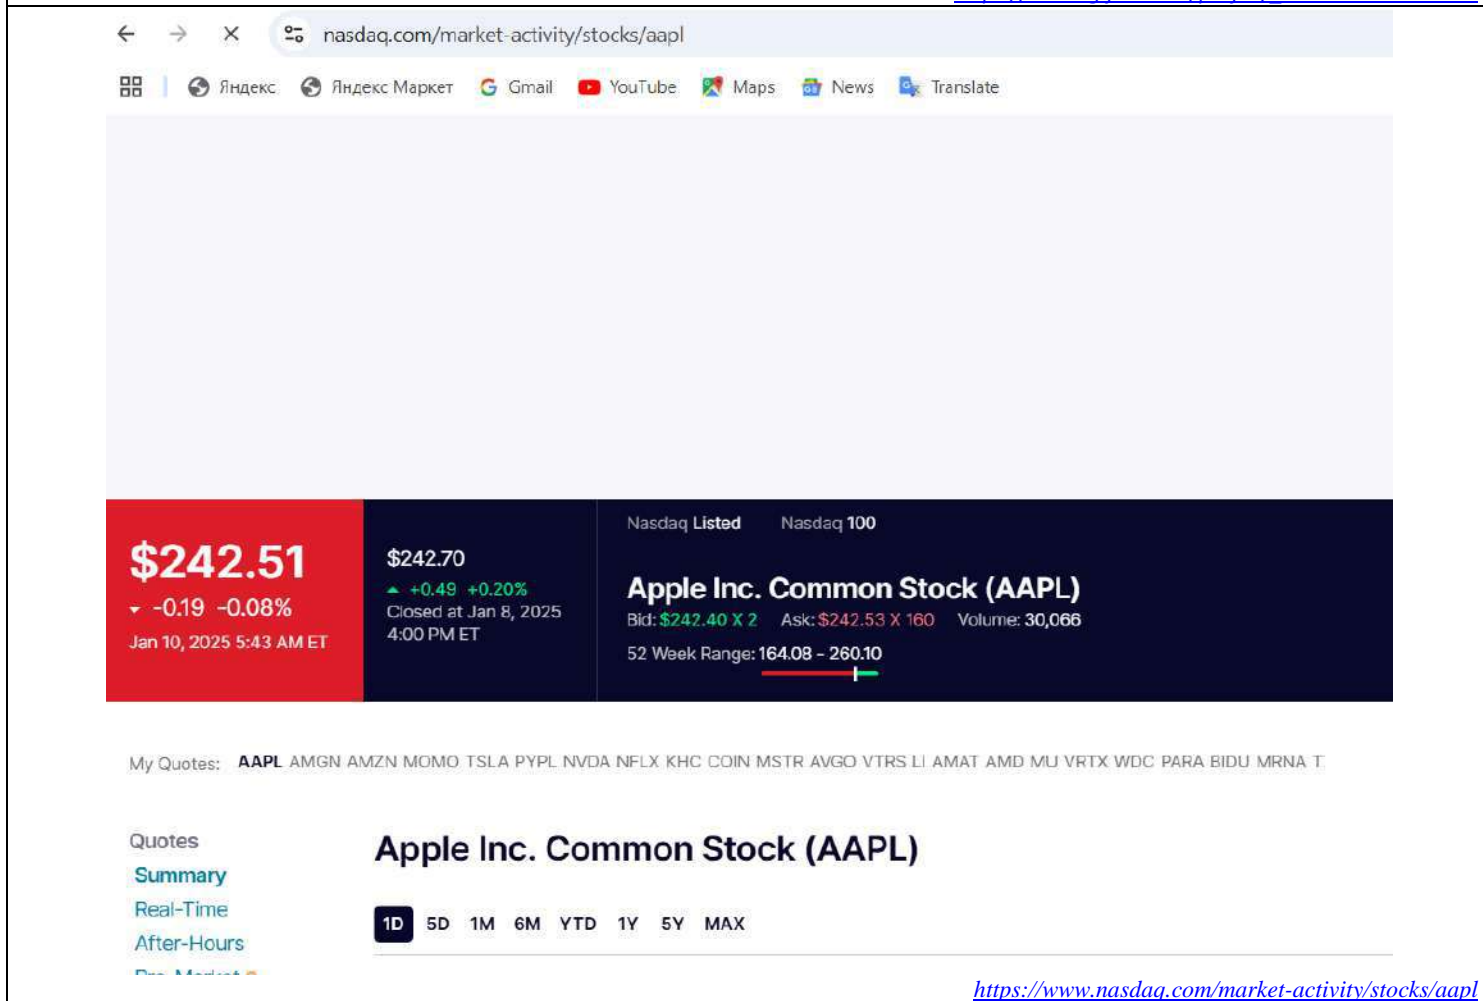 nasdaq.com/market-activity/stocks/aapl
Яндекс Яндекс Маркет Gmail YouTube Maps News Translate
$242.51
-0.19 -0.08%
Jan 10, 2025 5:43 AM ET
$242.70
+0.49 +0.20%
Closed at Jan 8, 2025
4:00 PM ET
Nasdaq Listed Nasdaq 100
Apple Inc. Common Stock (AAPL)
Bid: $242.40 X 2 Ask: $242.53 X 160 Volume: 30,066
52 Week Range: 164.08 – 260.10
My Quotes: AAPL AMGN AMZN MOMO TSLA PYPL NVDA NFLX KHC COIN MSTR AVGO VTRS LI AMAT AMD MU VRTX WDC PARA BIDU MRNA T
Quotes
Summary
Real-Time
After-Hours
Apple Inc. Common Stock (AAPL)
1D 5D 1M 6M YTD 1Y 5Y MAX
https://www.nasdaq.com/market-activity/stocks/aapl